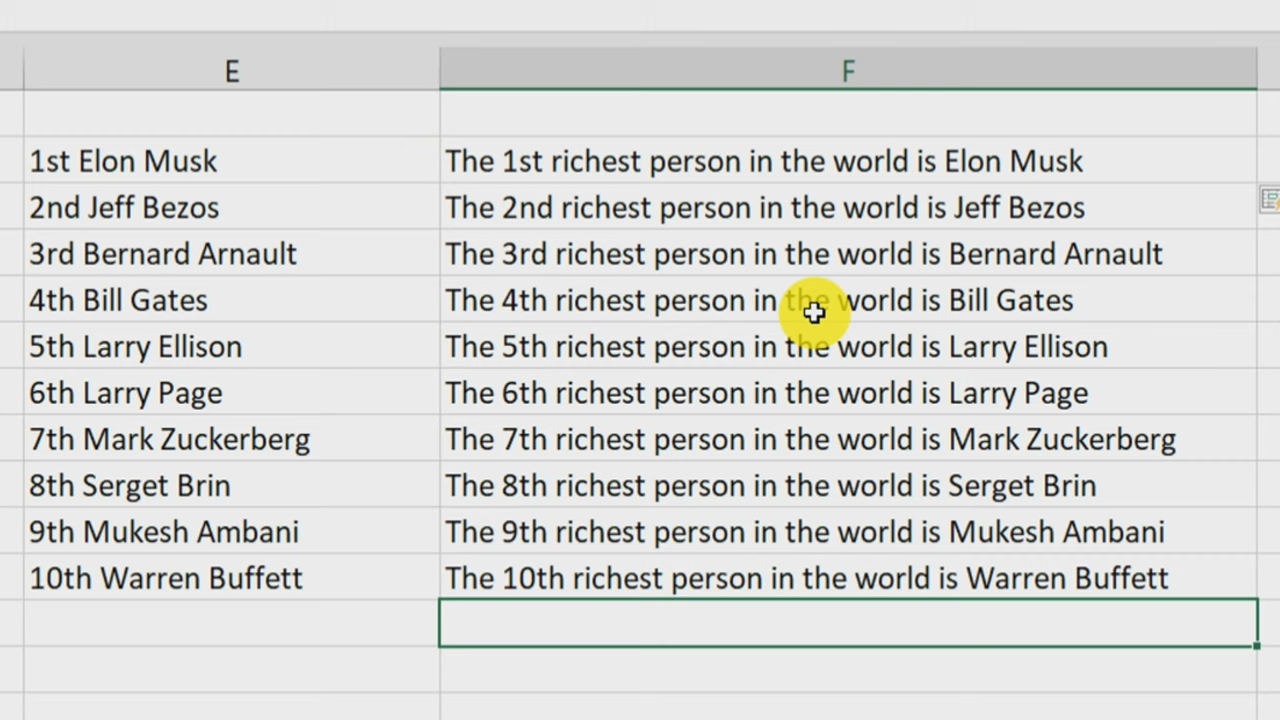 E F
1st Elon Musk The 1st richest person in the world is Elon Musk
2nd Jeff Bezos The 2nd richest person in the world is Jeff Bezos
3rd Bernard Arnault The 3rd richest person in the world is Bernard Arnault
4th Bill Gates The 4th richest person in the world is Bill Gates
5th Larry Ellison The 5th richest person in the world is Larry Ellison
6th Larry Page The 6th richest person in the world is Larry Page
7th Mark Zuckerberg The 7th richest person in the world is Mark Zuckerberg
8th Serget Brin The 8th richest person in the world is Serget Brin
9th Mukesh Ambani The 9th richest person in the world is Mukesh Ambani
10th Warren Buffett The 10th richest person in the world is Warren Buffett